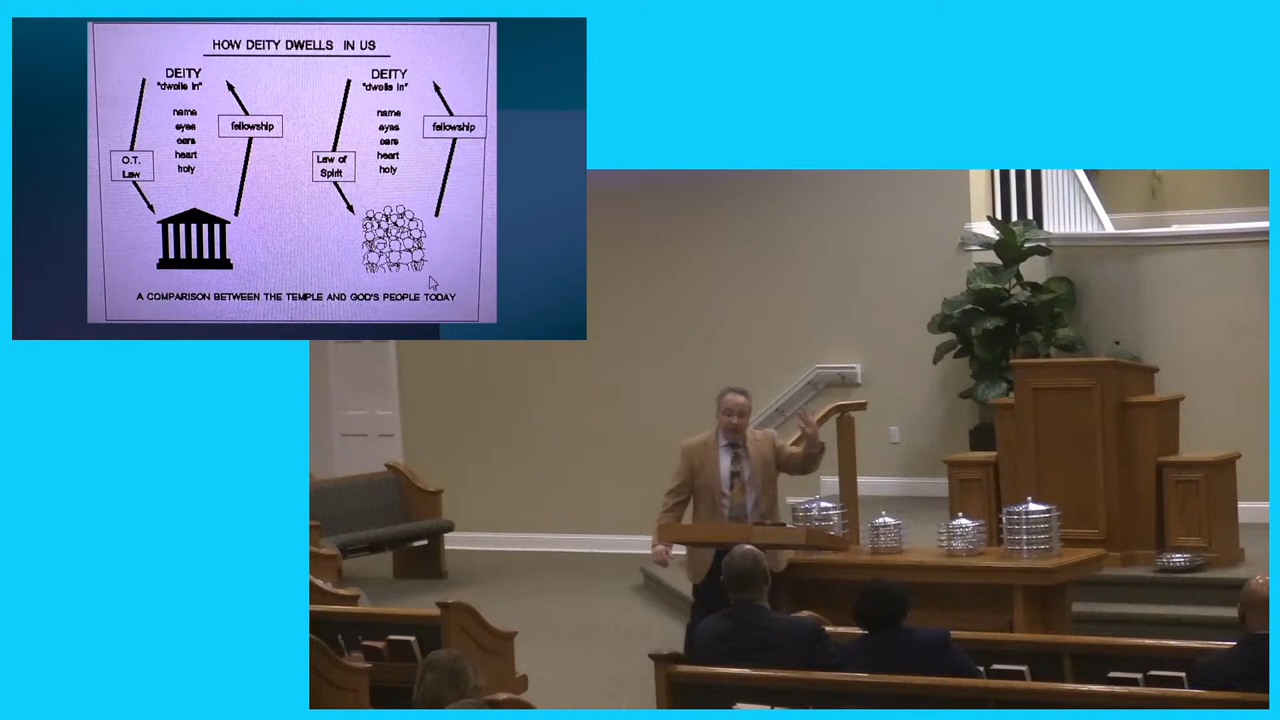 HOW DEITY DWELLS IN US
DEITY
"dwells in"
name
eyes
ears
heart
holy
O.T.
Law
fellowship
DEITY
"dwells in"
name
eyes
ears
heart
holy
Law of
Spirit
fellowship
A COMPARISON BETWEEN THE TEMPLE AND GOD'S PEOPLE TODAY